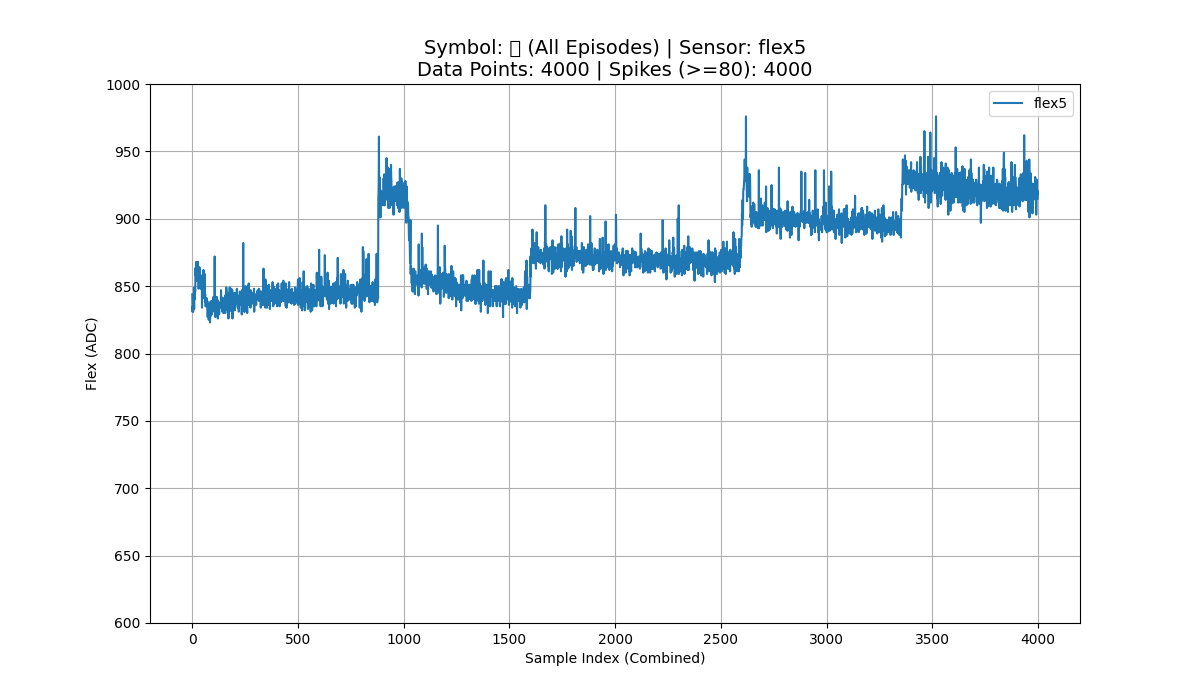 Symbol: (All Episodes) | Sensor: flex5
Data Points: 4000 | Spikes (>=80): 4000
flex5
1000
950
900
850
800
750
700
650
600
Flex (ADC)
0 500 1000 1500 2000 2500 3000 3500 4000
Sample Index (Combined)